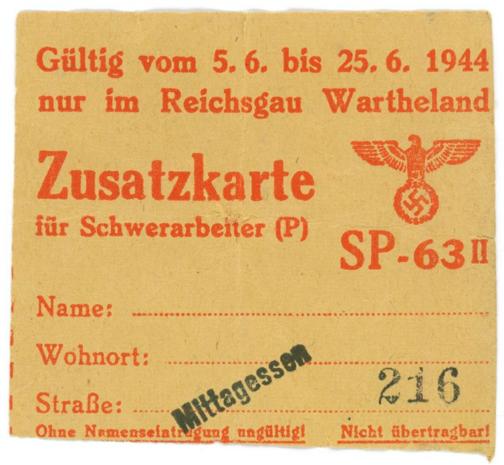 Gültig vom 5. 6. bis 25. 6. 1944
nur im Reichsgau Wartheland
Zusatzkarte
für Schwerarbeiter (P)
SP-63 II
Name:
Wohnort:
Straße:
Mittagessen
216
Ohne Namenseintragung ungültig! Nicht übertragbar!